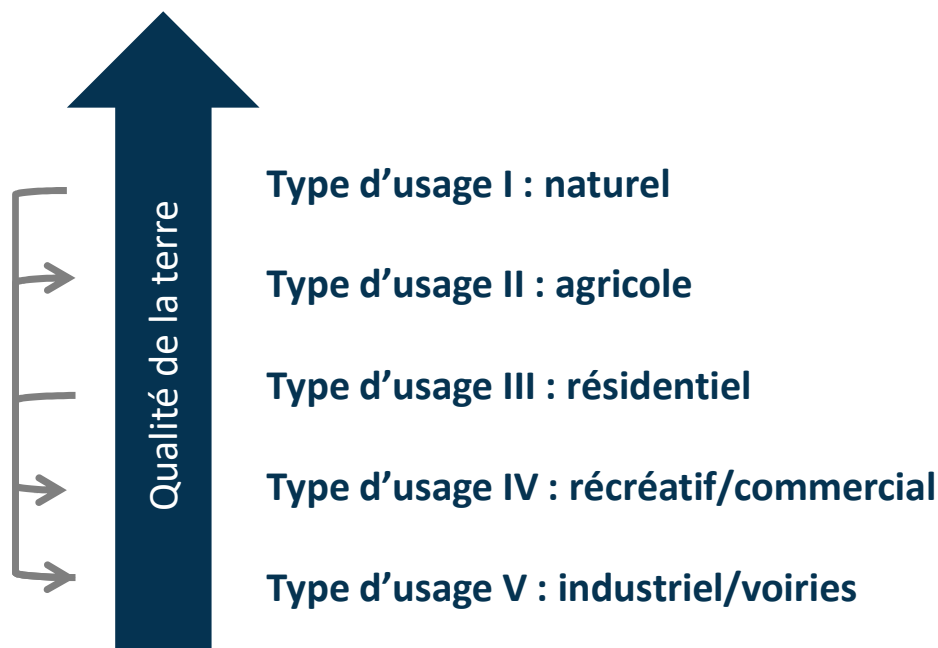 Qualité de la terre
Type d’usage I : naturel
Type d’usage II : agricole
Type d’usage III : résidentiel
Type d’usage IV : récréatif/commercial
Type d’usage V : industriel/voiries